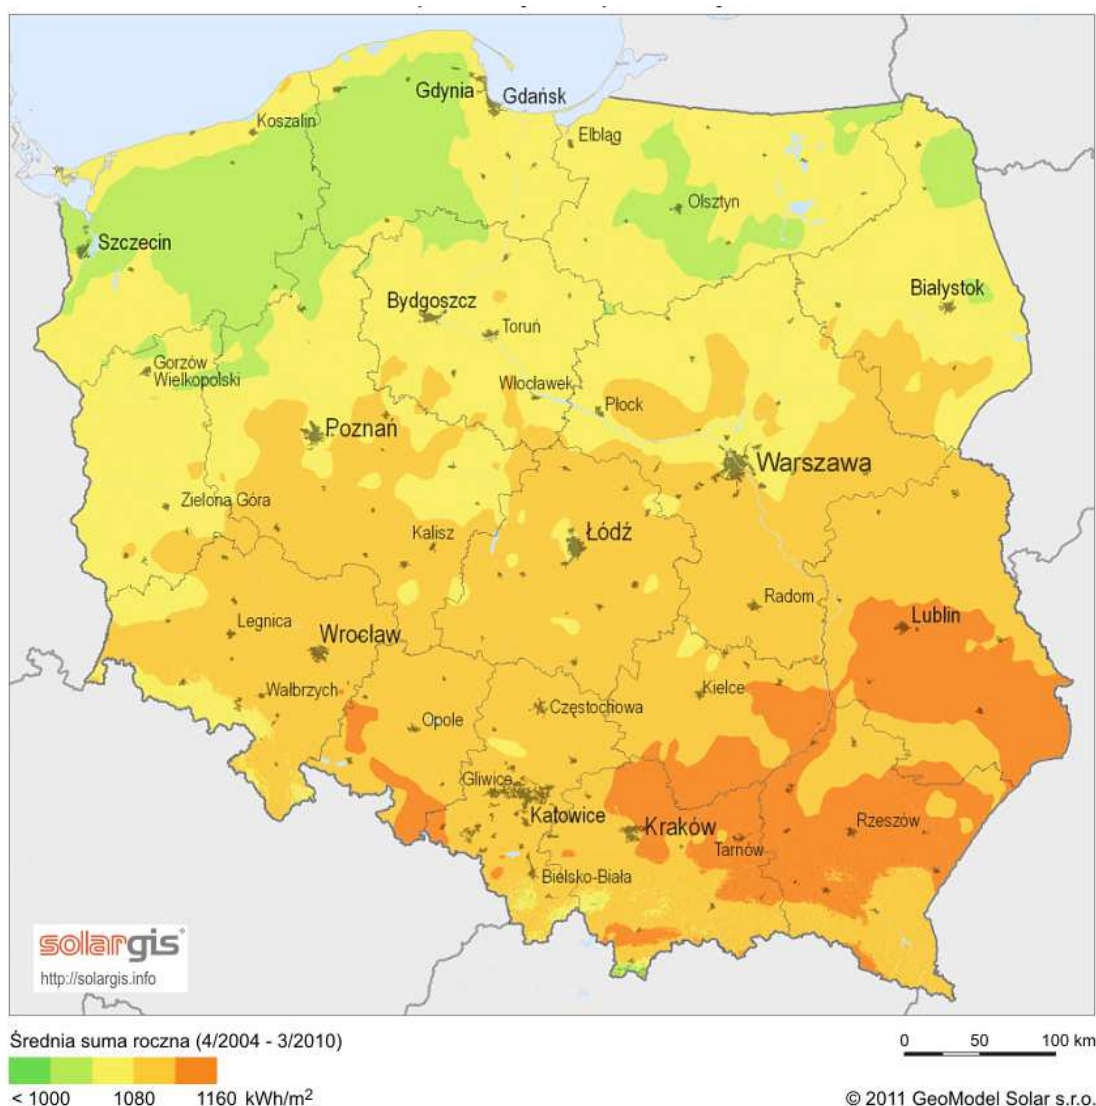 Gdynia
Gdańsk
Koszalin
Elbląg
Olsztyn
Szczecin
Białystok
Bydgoszcz
Toruń
Gorzów
Wielkopolski
Włocławek
Płock
Poznań
Warszawa
Zielona Góra
Kalisz
Łódź
Radom
Legnica
Lublin
Wrocław
Wałbrzych
Kielce
Opole
Częstochowa
Gliwice
Katowice
Kraków
Rzeszów
Tarnów
Bielsko-Biała
solargis
http://solargis.info
Średnia suma roczna (4/2004 - 3/2010)
0 50 100 km
< 1000 1080 1160 kWh/m²
© 2011 GeoModel Solar s.r.o.